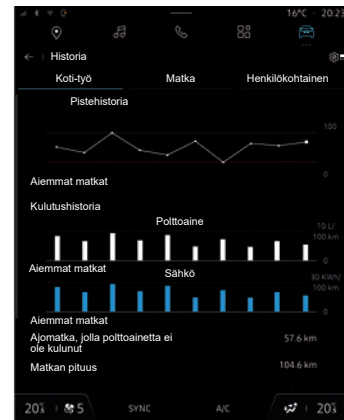 16°C 20:23
Historia
Koti-työ Matka Henkilökohtainen
Pistehistoria
100
0
Aiemmat matkat
Kulutushistoria
Polttoaine
10 L/
100 km
0
Aiemmat matkat
Sähkö
30 KWH/
100 km
0
Aiemmat matkat
Ajomatka, jolla polttoainetta ei
ole kulunut
57.6 km
Matkan pituus
104.6 km
5 SYNC A/C